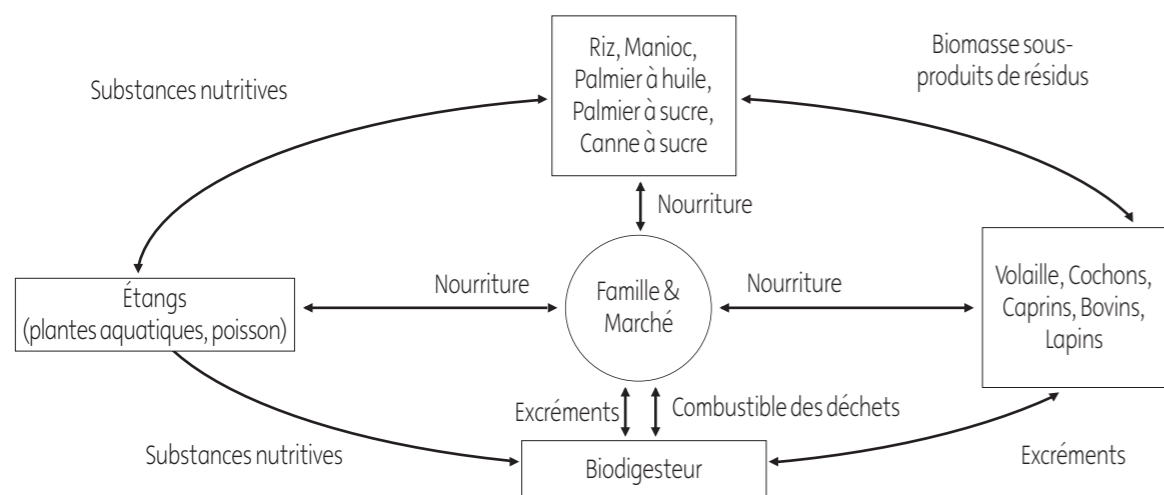 Riz, Manioc,
Palmier à huile,
Palmier à sucre,
Canne à sucre
Biomasse sous-
produits de résidus
Substances nutritives
Nourriture
Étangs
(plantes aquatiques, poisson)
Nourriture
Famille &
Marché
Nourriture
Volaille, Cochons,
Caprins, Bovins,
Lapins
Excréments
Combustible des déchets
Substances nutritives
Biodigesteur
Excréments